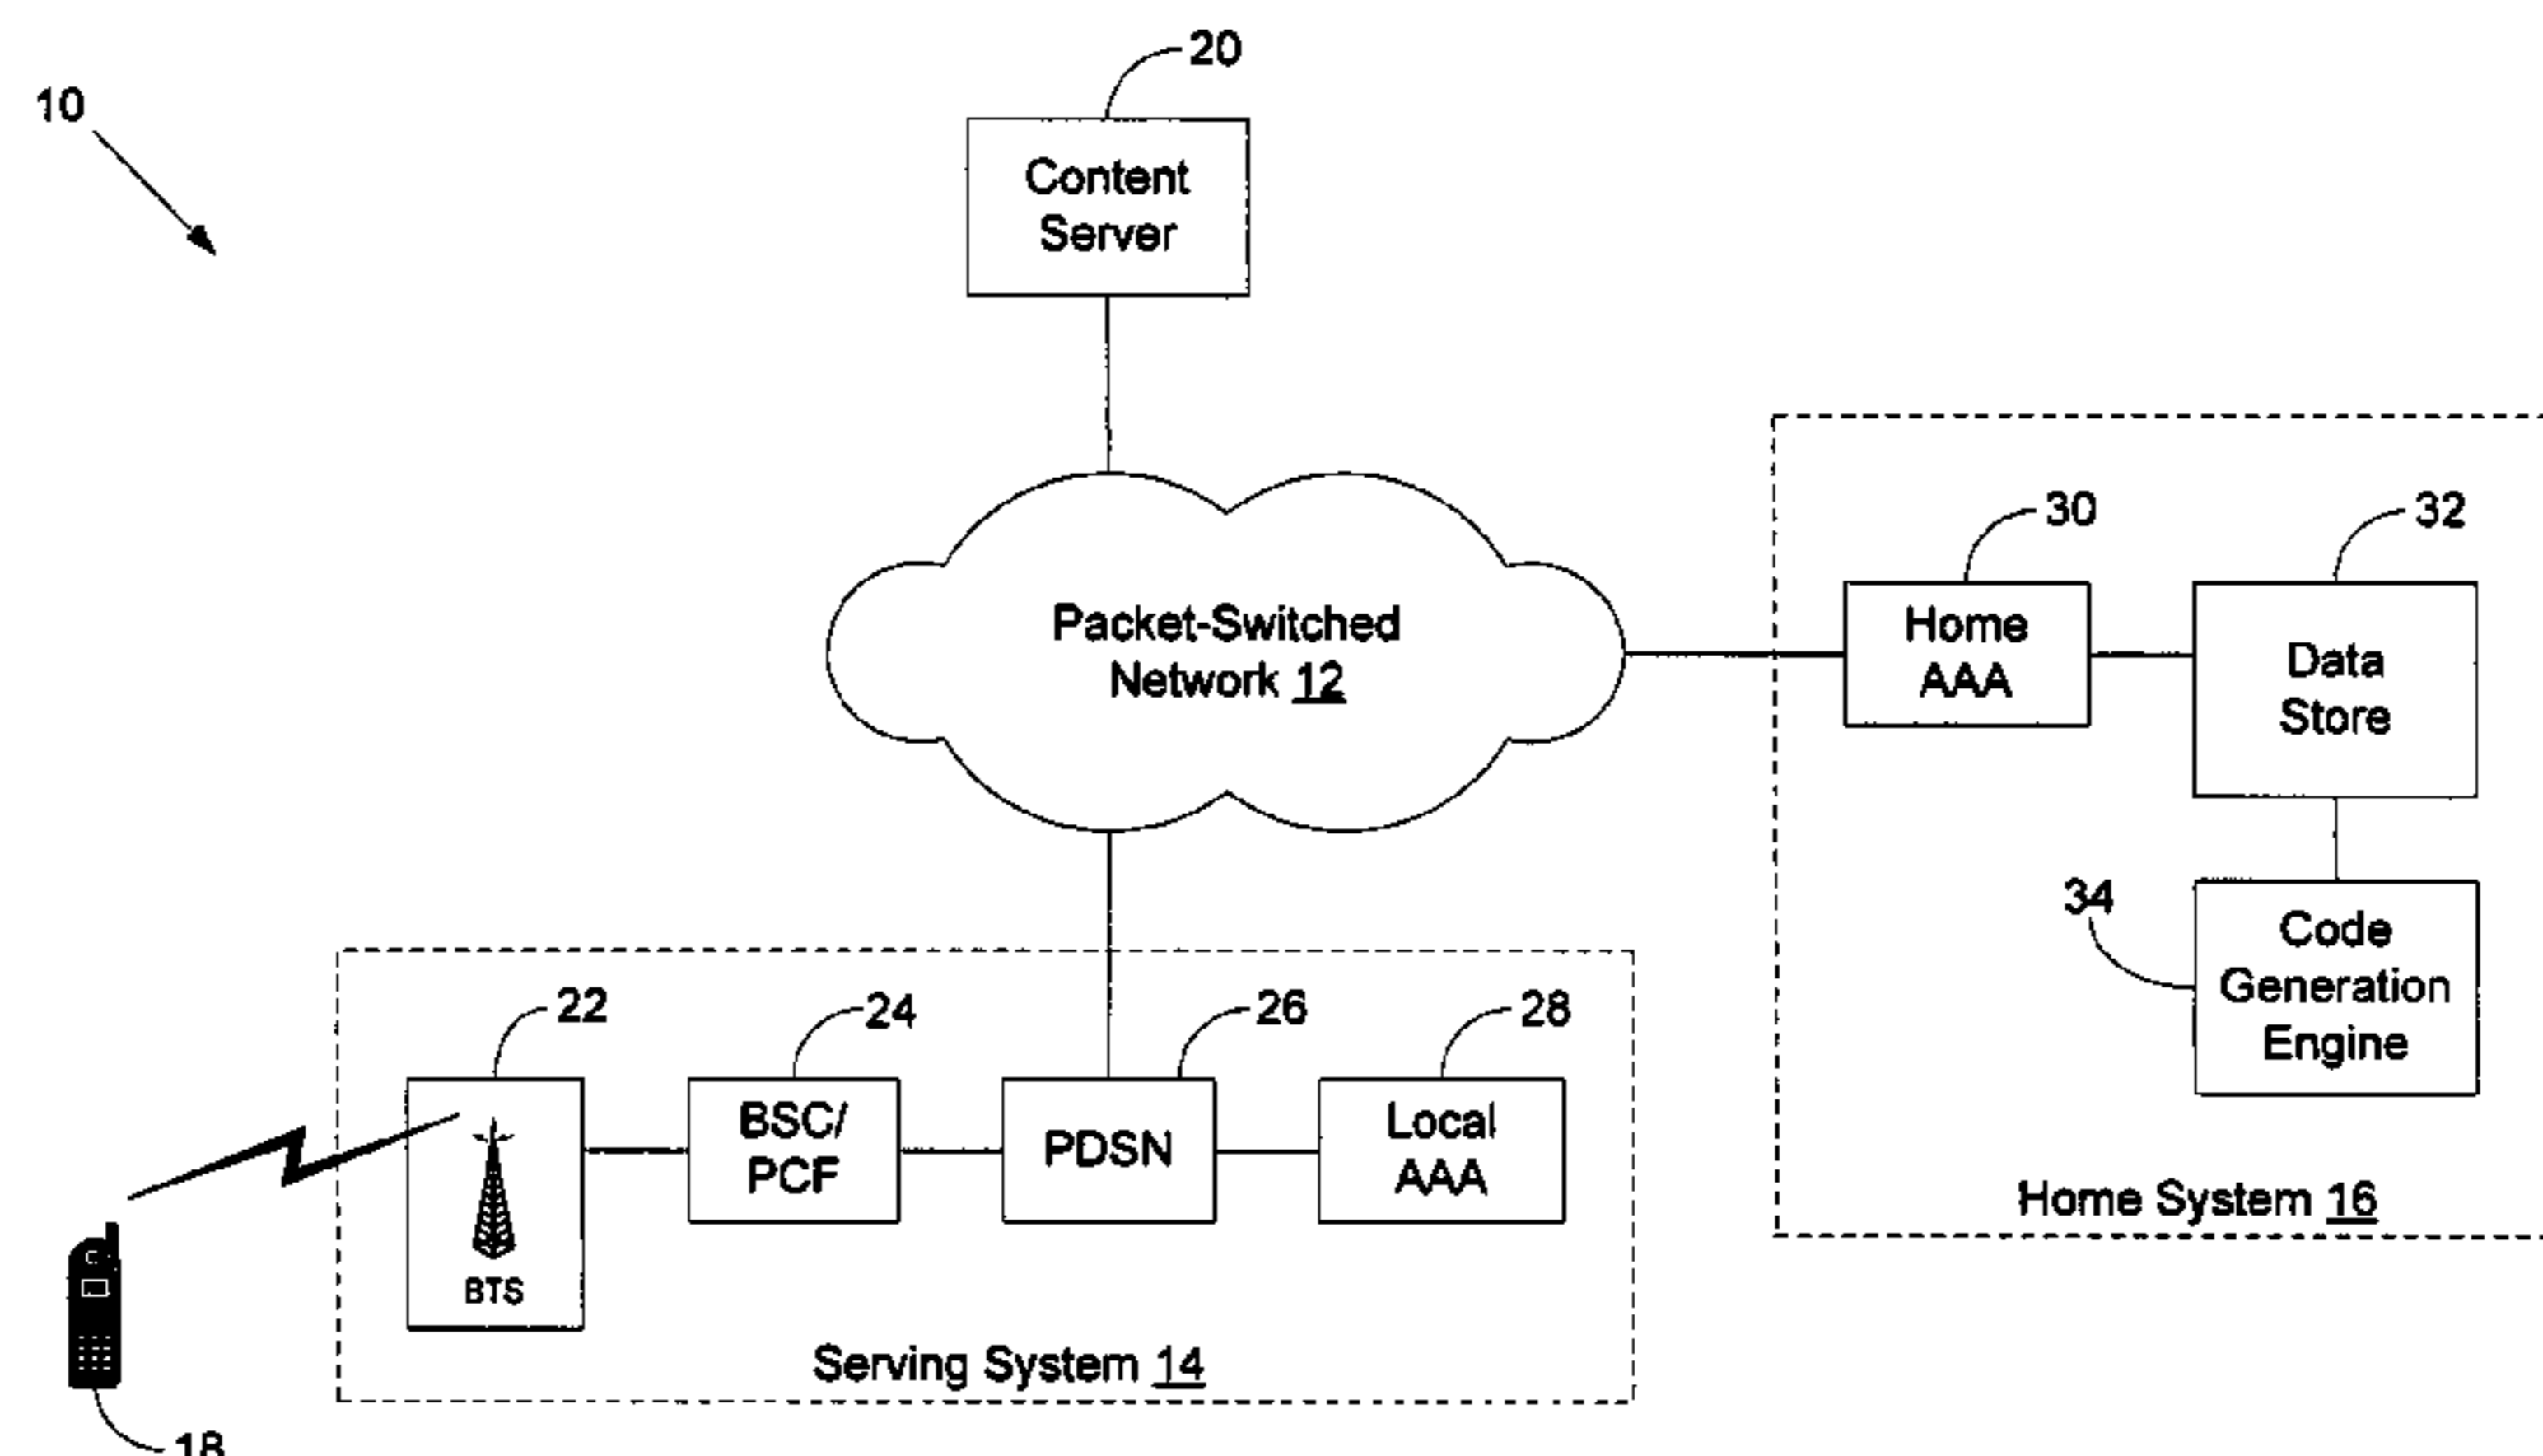 20
10
Content
Server
30
32
Packet-Switched
Network 12
Home
AAA
Data
Store
34
Code
Generation
Engine
22
24
26
28
BSC/
PCF
PDSN
Local
AAA
BTS
Home System 16
Serving System 14
18